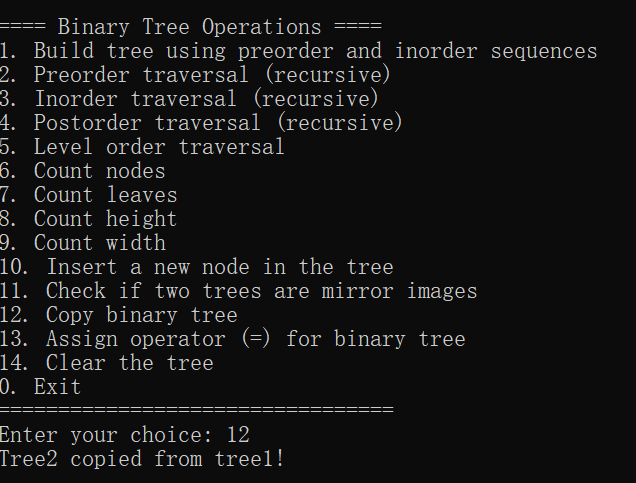 ==== Binary Tree Operations ====
1. Build tree using preorder and inorder sequences
2. Preorder traversal (recursive)
3. Inorder traversal (recursive)
4. Postorder traversal (recursive)
5. Level order traversal
6. Count nodes
7. Count leaves
8. Count height
9. Count width
10. Insert a new node in the tree
11. Check if two trees are mirror images
12. Copy binary tree
13. Assign operator (=) for binary tree
14. Clear the tree
0. Exit
=================================
Enter your choice: 12
Tree2 copied from tree1!